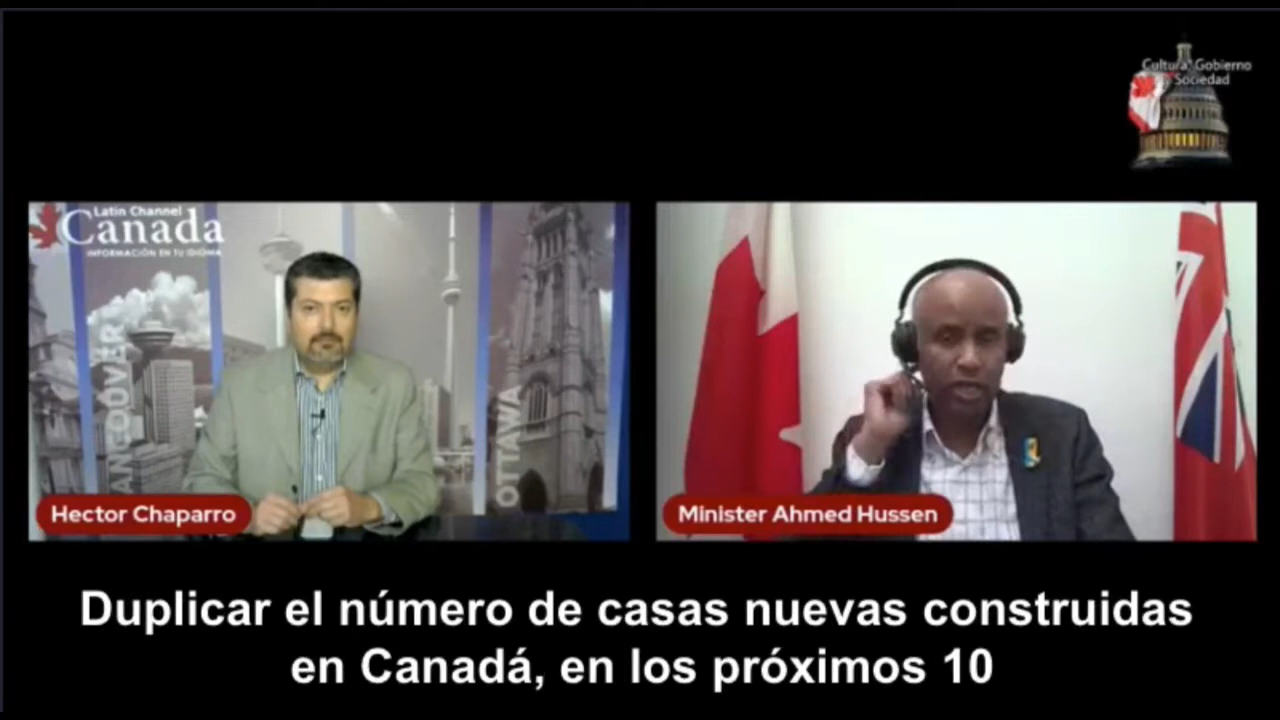 Cultura, Gobierno
y Sociedad
Latin Channel
Canada
INFORMACIÓN EN TU IDIOMA
VANCOUVER
OTTAWA
Hector Chaparro
Minister Ahmed Hussen
Duplicar el número de casas nuevas construidas
en Canadá, en los próximos 10